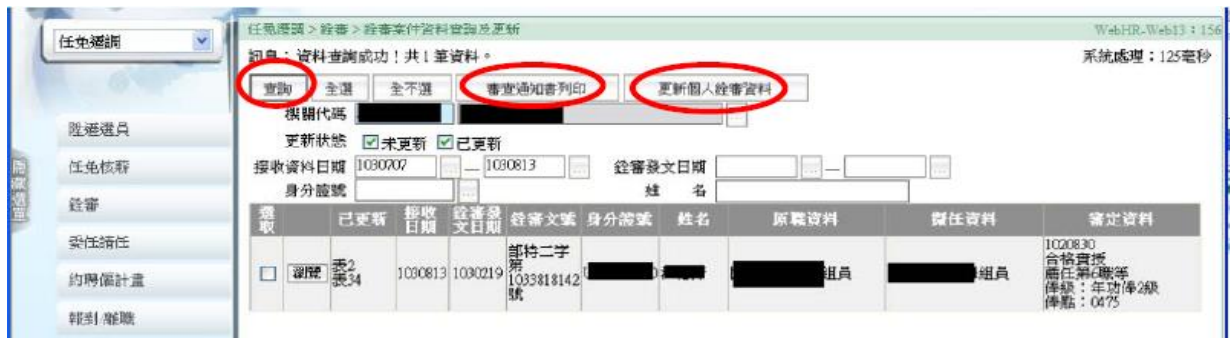 任免遷調 > 銓審 > 銓審案件資料查詢及更新
WebHR-Web13：156
任免遷調
訊息：資料查詢成功！共1筆資料。
系統處理：125毫秒
查詢 全選 全不選 審查通知書列印 更新個人銓審資料
機關代碼
更新狀態 未更新 已更新
接收資料日期 1030707 — 1030813 銓審發文日期 —
身分證號 姓 名
陞遷選員
任免核薪
銓審
委任請任
約聘僱計畫
報到/離職
選取 已更新 接收日期 銓審發文日期 銓審文號 身分證號 姓名 原職資料 擬任資料 審定資料
瀏覽 表2 表34 1030813 1030219 部特二字第1033818142號 組員 組員
1020830
合格實授
薦任第6職等
俸級：年功俸2級
俸點：0475